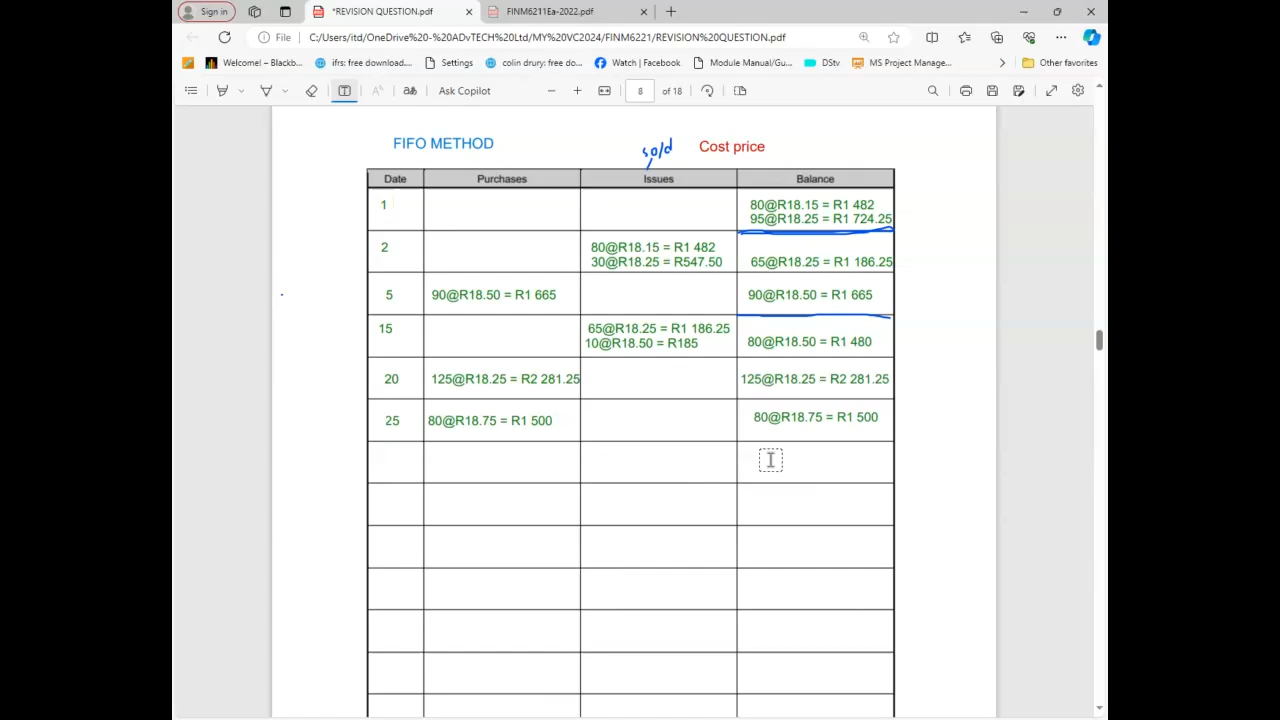 Sign in
*REVISION QUESTION.pdf
FINM6211Ea-2022.pdf
File
C:/Users/itd/OneDrive%20-%20ADvTECH%20Ltd/MY%20VC2024/FINM6221/REVISION%20QUESTION.pdf
Welcome! – Blackb...
ifrs: free download....
Settings
colin drury: free do...
Watch | Facebook
Module Manual/Gu...
DStv
MS Project Manage...
Other favorites
Ask Copilot
8 of 18
FIFO METHOD
sold
Cost price
Date Purchases Issues Balance
1 80@R18.15 = R1 482
95@R18.25 = R1 724.25
2 80@R18.15 = R1 482
30@R18.25 = R547.50 65@R18.25 = R1 186.25
5 90@R18.50 = R1 665 90@R18.50 = R1 665
15 65@R18.25 = R1 186.25
10@R18.50 = R185 80@R18.50 = R1 480
20 125@R18.25 = R2 281.25 125@R18.25 = R2 281.25
25 80@R18.75 = R1 500 80@R18.75 = R1 500